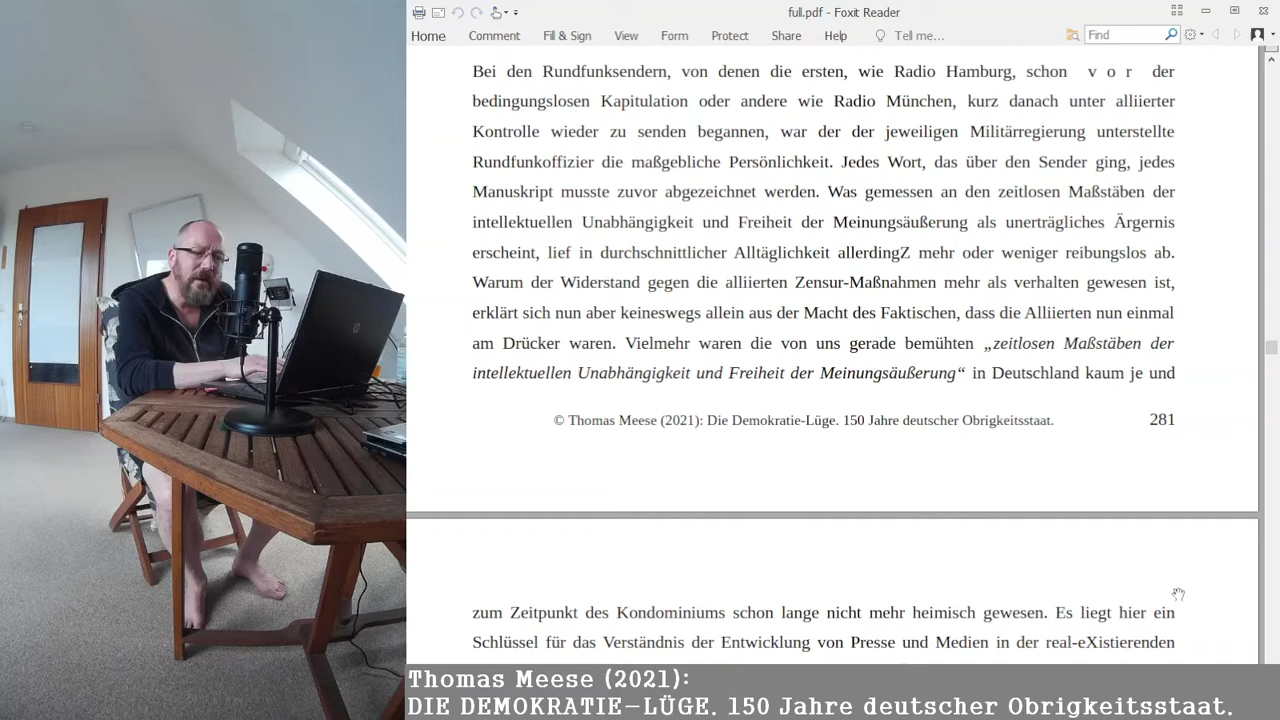 full.pdf - Foxit Reader
Home Comment Fill & Sign View Form Protect Share Help Tell me... Find
Bei den Rundfunksendern, von denen die ersten, wie Radio Hamburg, schon v o r der
bedingungslosen Kapitulation oder andere wie Radio München, kurz danach unter alliierter
Kontrolle wieder zu senden begannen, war der der jeweiligen Militärregierung unterstellte
Rundfunkoffizier die maßgebliche Persönlichkeit. Jedes Wort, das über den Sender ging, jedes
Manuskript musste zuvor abgezeichnet werden. Was gemessen an den zeitlosen Maßstäben der
intellektuellen Unabhängigkeit und Freiheit der Meinungsäußerung als unerträgliches Ärgernis
erscheint, lief in durchschnittlicher Alltäglichkeit allerdingZ mehr oder weniger reibungslos ab.
Warum der Widerstand gegen die alliierten Zensur-Maßnahmen mehr als verhalten gewesen ist,
erklärt sich nun aber keineswegs allein aus der Macht des Faktischen, dass die Alliierten nun einmal
am Drücker waren. Vielmehr waren die von uns gerade bemühten „zeitlosen Maßstäben der
intellektuellen Unabhängigkeit und Freiheit der Meinungsäußerung“ in Deutschland kaum je und
© Thomas Meese (2021): Die Demokratie-Lüge. 150 Jahre deutscher Obrigkeitsstaat. 281
zum Zeitpunkt des Kondominiums schon lange nicht mehr heimisch gewesen. Es liegt hier ein
Schlüssel für das Verständnis der Entwicklung von Presse und Medien in der real-eXistierenden
Thomas Meese (2021):
DIE DEMOKRATIE-LÜGE. 150 Jahre deutscher Obrigkeitsstaat.